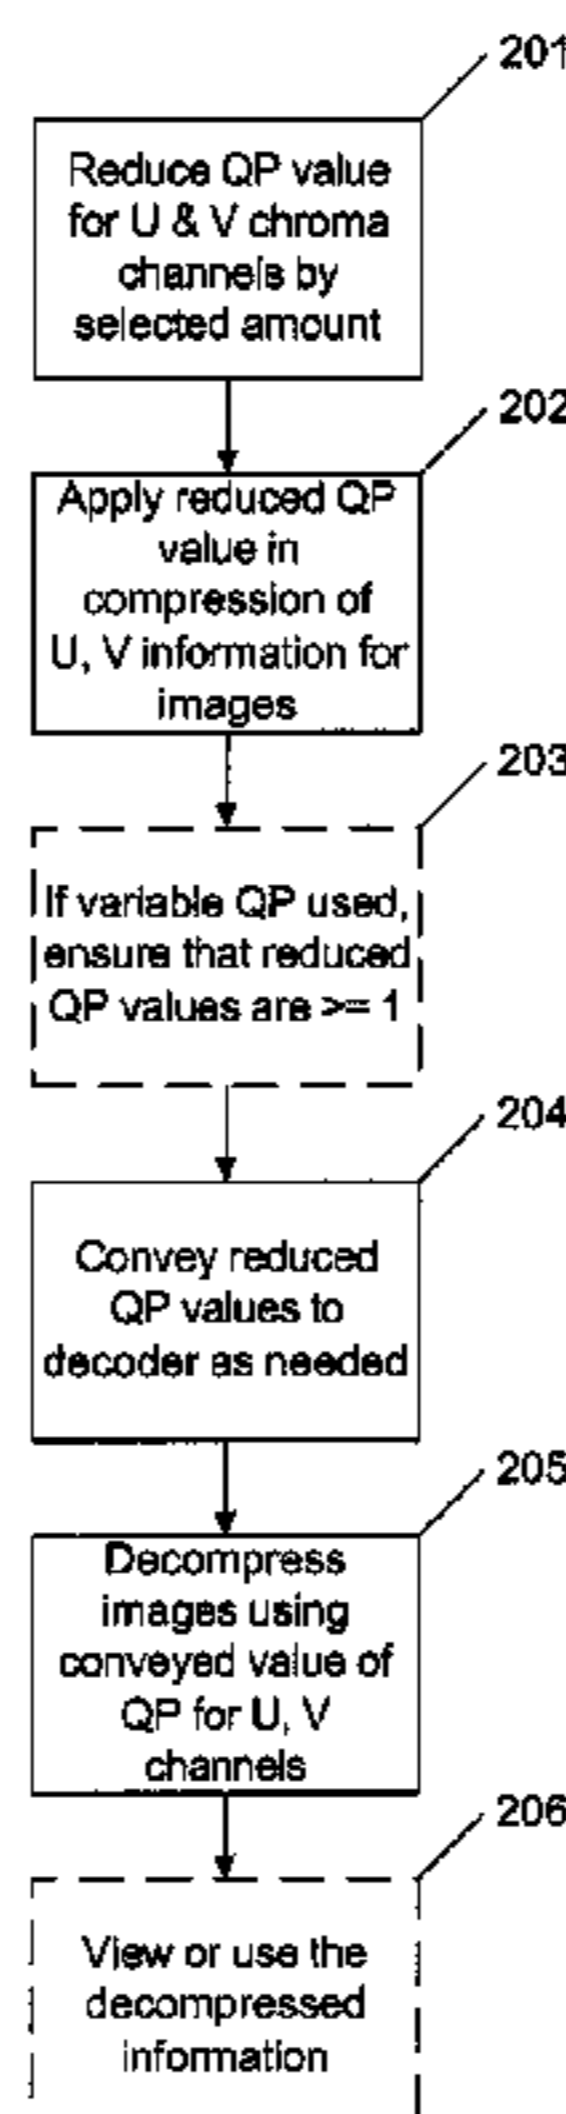 201
Reduce QP value
for U & V chroma
channels by
selected amount
202
Apply reduced QP
value in
compression of
U, V information for
images
203
If variable QP used,
ensure that reduced
QP values are >= 1
204
Convey reduced
QP values to
decoder as needed
205
Decompress
images using
conveyed value of
QP for U, V
channels
206
View or use the
decompressed
information